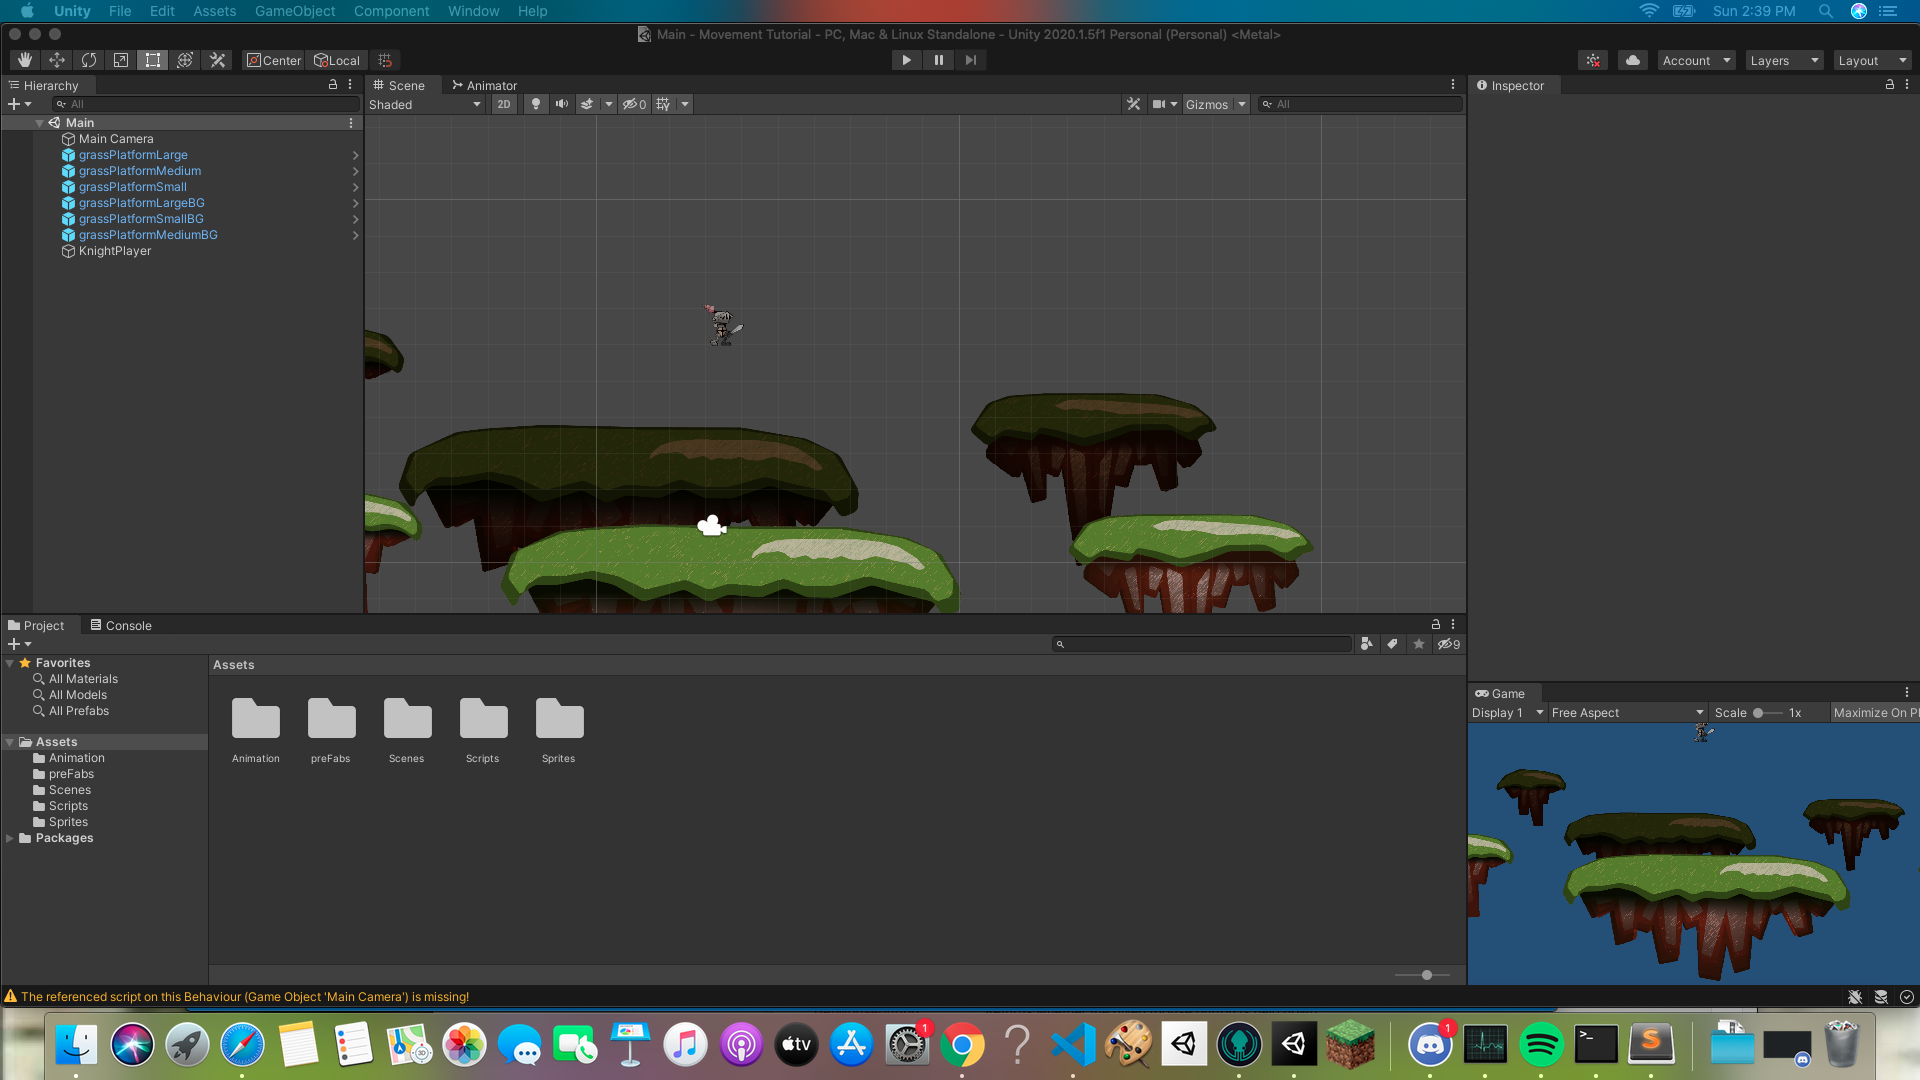 Unity File Edit Assets GameObject Component Window Help Sun 2:39 PM
Main - Movement Tutorial - PC, Mac & Linux Standalone - Unity 2020.1.5f1 Personal (Personal) <Metal>
Center Local Account Layers Layout
Hierarchy Scene Animator Inspector
All Shaded 2D 0 Gizmos All
Main
Main Camera
grassPlatformLarge
grassPlatformMedium
grassPlatformSmall
grassPlatformLargeBG
grassPlatformSmallBG
grassPlatformMediumBG
KnightPlayer
Project Console
9
Favorites
All Materials
All Models
All Prefabs
Assets
Animation
preFabs
Scenes
Scripts
Sprites
Packages
Assets
Animation preFabs Scenes Scripts Sprites
Game
Display 1 Free Aspect Scale 1x Maximize On Pl
The referenced script on this Behaviour (Game Object 'Main Camera') is missing!
3D
tv
1
1